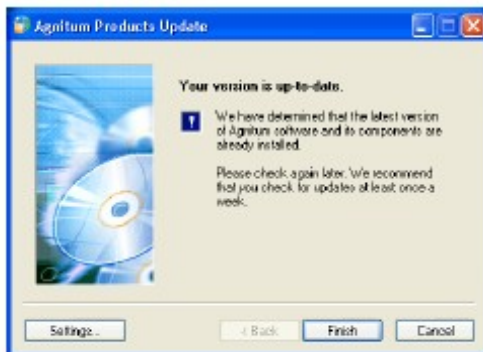 Agnitum Products Update
Your version is up-to-date.
We have determined that the latest version
of Agnitum software and its components are
already installed.
Please check again later. We recommend
that you check for updates at least once a
week.
Settings...
< Back
Finish
Cancel